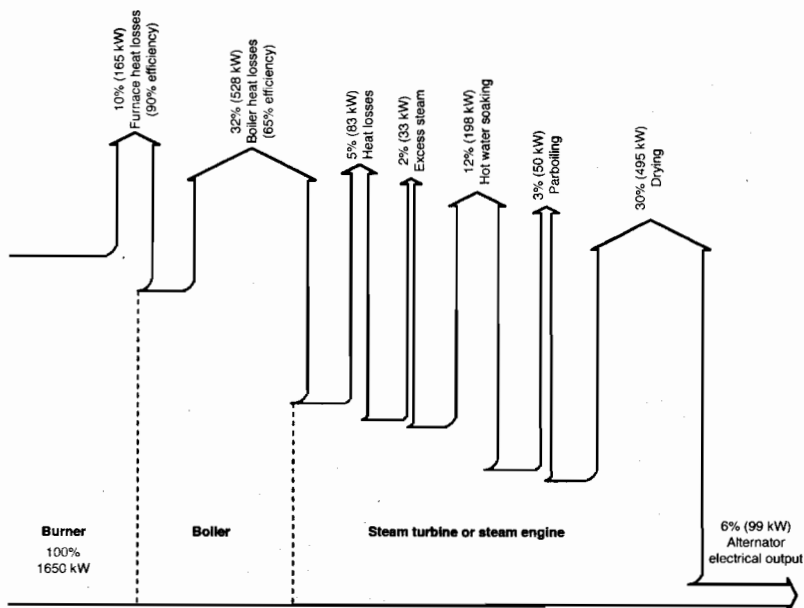 10% (165 kW)
Furnace heat losses
(90% efficiency)
32% (528 kW)
Boiler heat losses
(65% efficiency)
5% (83 kW)
Heat losses
2% (33 kW)
Excess steam
12% (198 kW)
Hot water soaking
3% (50 kW)
Parboiling
30% (495 kW)
Drying
Burner
100%
1650 kW
Boiler
Steam turbine or steam engine
6% (99 kW)
Alternator
electrical output